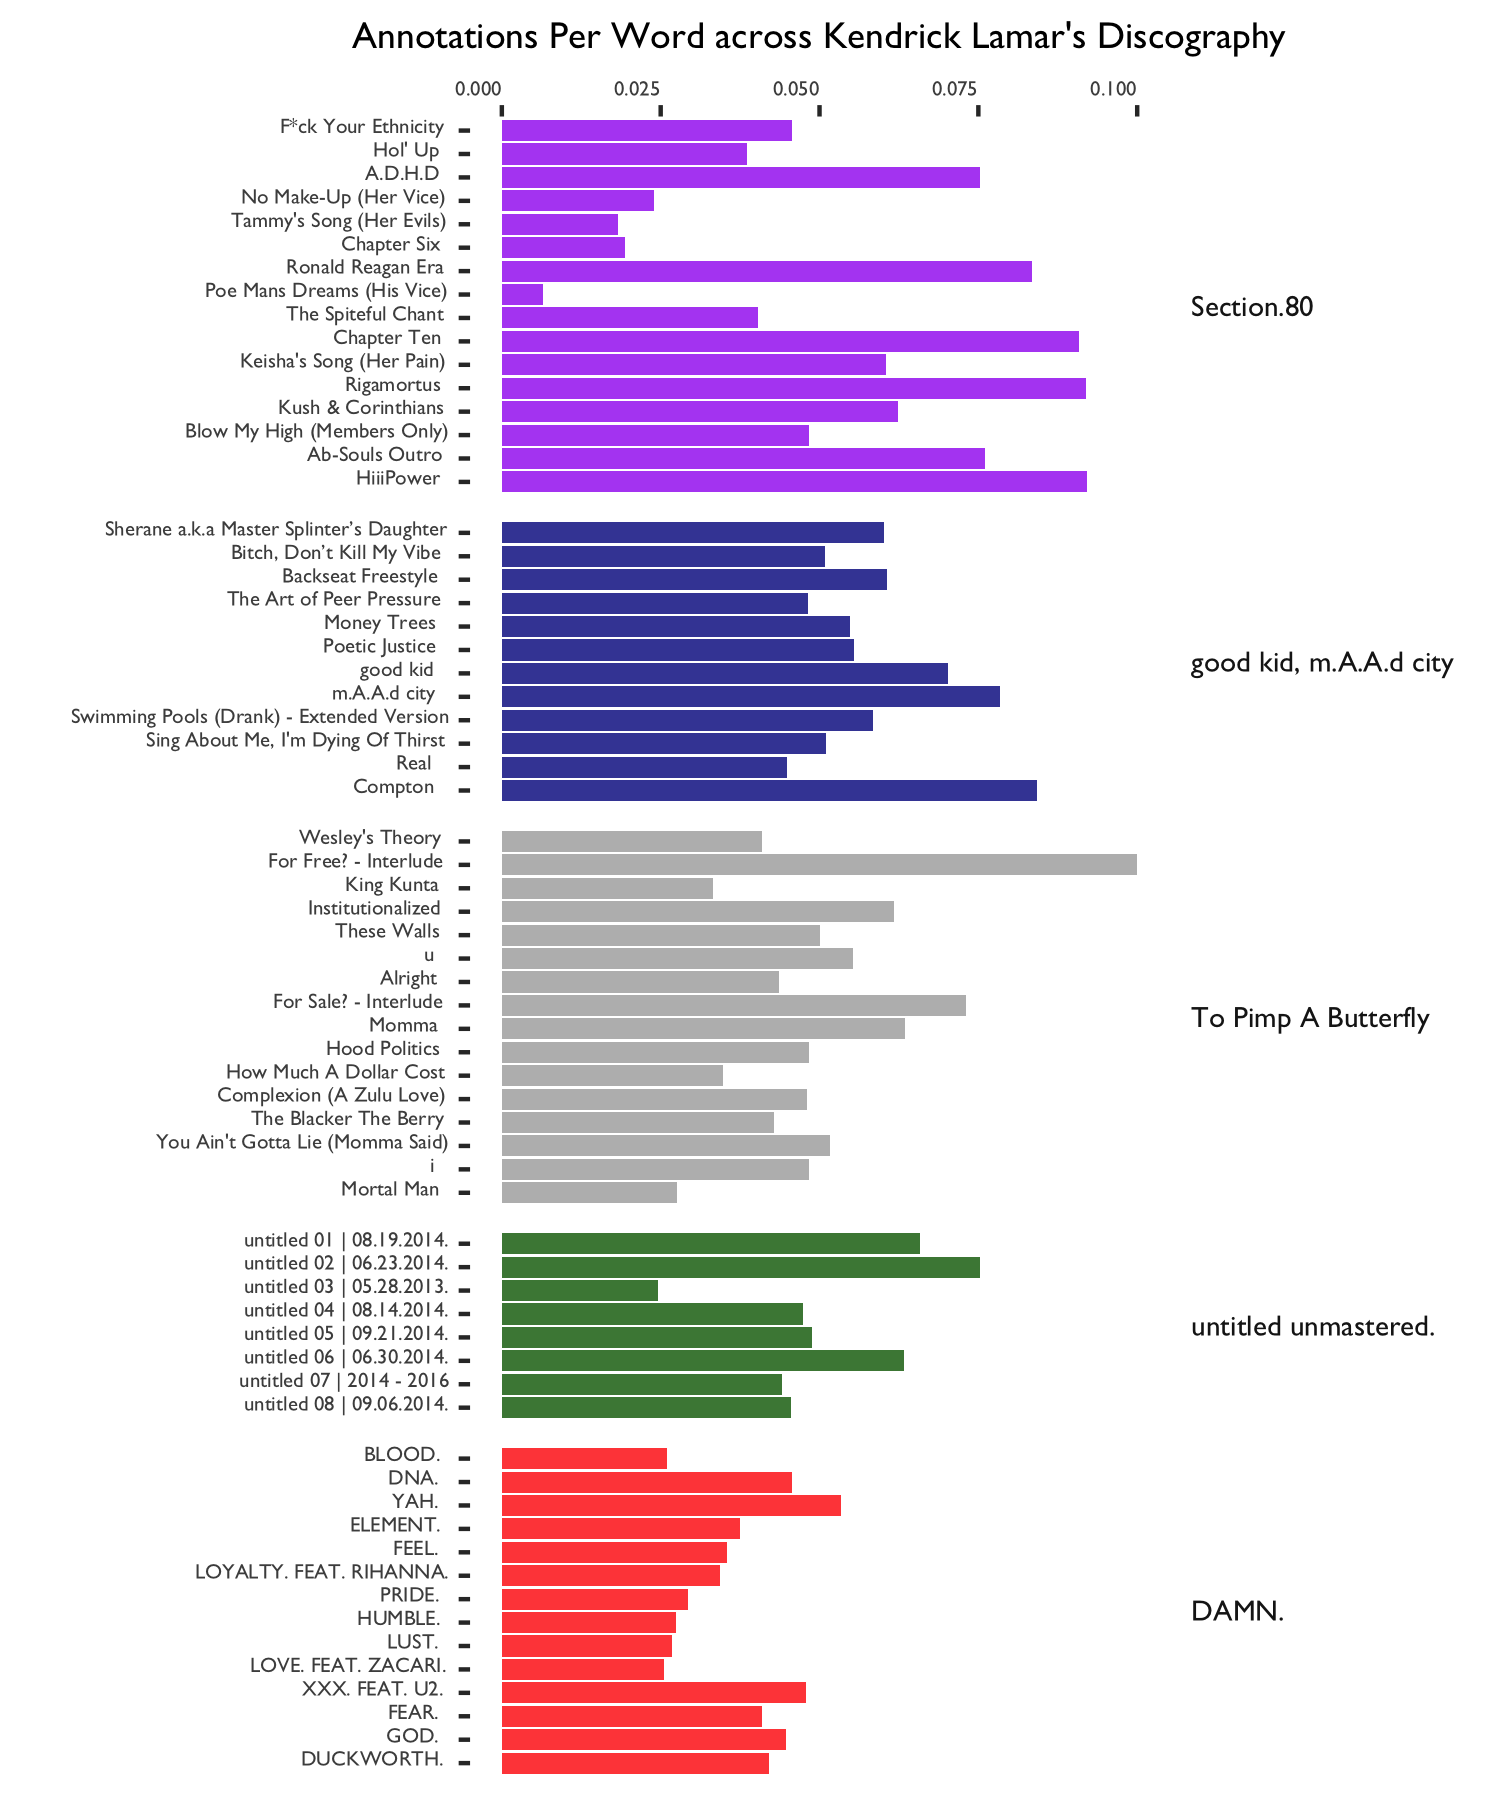 Annotations Per Word across Kendrick Lamar's Discography
0.000 0.025 0.050 0.075 0.100
F*ck Your Ethnicity
Hol' Up
A.D.H.D
No Make-Up (Her Vice)
Tammy's Song (Her Evils)
Chapter Six
Ronald Reagan Era
Poe Mans Dreams (His Vice)
The Spiteful Chant
Chapter Ten
Keisha's Song (Her Pain)
Rigamortus
Kush & Corinthians
Blow My High (Members Only)
Ab-Souls Outro
HiiiPower
Section.80
Sherane a.k.a Master Splinter’s Daughter
Bitch, Don’t Kill My Vibe
Backseat Freestyle
The Art of Peer Pressure
Money Trees
Poetic Justice
good kid
m.A.A.d city
Swimming Pools (Drank) - Extended Version
Sing About Me, I'm Dying Of Thirst
Real
Compton
good kid, m.A.A.d city
Wesley's Theory
For Free? - Interlude
King Kunta
Institutionalized
These Walls
u
Alright
For Sale? - Interlude
Momma
Hood Politics
How Much A Dollar Cost
Complexion (A Zulu Love)
The Blacker The Berry
You Ain't Gotta Lie (Momma Said)
i
Mortal Man
To Pimp A Butterfly
untitled 01 | 08.19.2014.
untitled 02 | 06.23.2014.
untitled 03 | 05.28.2013.
untitled 04 | 08.14.2014.
untitled 05 | 09.21.2014.
untitled 06 | 06.30.2014.
untitled 07 | 2014 - 2016
untitled 08 | 09.06.2014.
untitled unmastered.
BLOOD.
DNA.
YAH.
ELEMENT.
FEEL.
LOYALTY. FEAT. RIHANNA.
PRIDE.
HUMBLE.
LUST.
LOVE. FEAT. ZACARI.
XXX. FEAT. U2.
FEAR.
GOD.
DUCKWORTH.
DAMN.